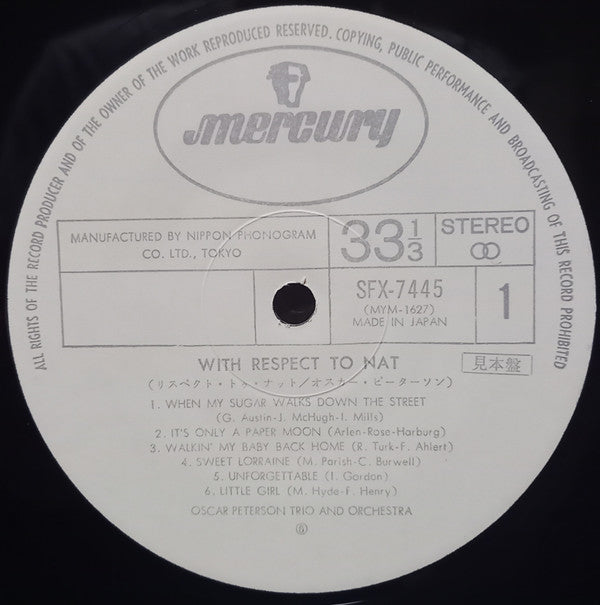 ALL RIGHTS OF THE RECORD PRODUCER AND OF THE OWNER OF THE WORK REPRODUCED RESERVED. COPYING, PUBLIC PERFORMANCE AND BROADCASTING OF THIS RECORD PROHIBITED
mercury
MANUFACTURED BY NIPPON PHONOGRAM
CO. LTD., TOKYO
33 1/3
STEREO
SFX-7445
(MYM-1627)
MADE IN JAPAN
1
WITH RESPECT TO NAT
見本盤
(リスペクト・トゥ・ナット/オスカー・ピーターソン)
1. WHEN MY SUGAR WALKS DOWN THE STREET
(G. Austin-J. McHugh-I. Mills)
2. IT'S ONLY A PAPER MOON (Arlen-Rose-Harburg)
3. WALKIN' MY BABY BACK HOME (R. Turk-F. Ahlert)
4. SWEET LORRAINE (M. Parish-C. Burwell)
5. UNFORGETTABLE (I. Gordon)
6. LITTLE GIRL (M. Hyde-F. Henry)
OSCAR PETERSON TRIO AND ORCHESTRA